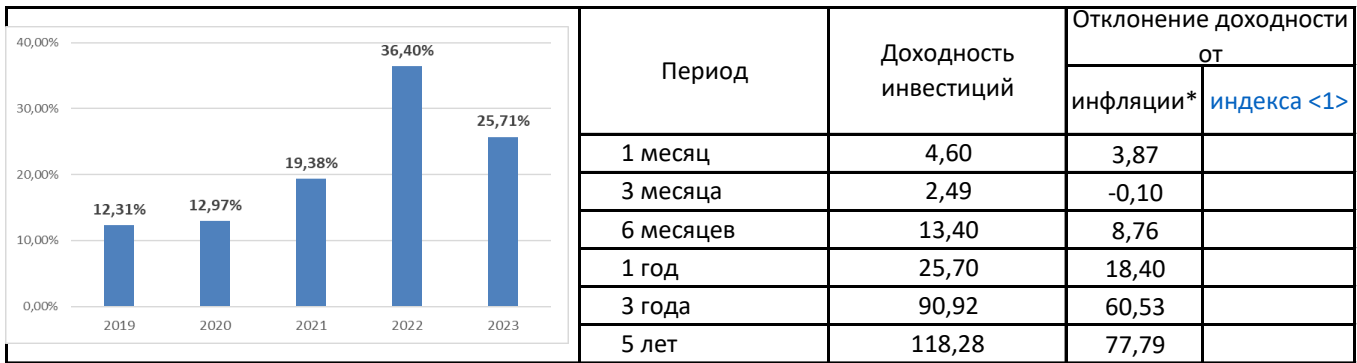 40,00%
30,00%
20,00%
10,00%
0,00%
12,31%
12,97%
19,38%
36,40%
25,71%
2019 2020 2021 2022 2023
Период
Доходность
инвестиций
Отклонение доходности
от
инфляции* индекса <1>
1 месяц 4,60 3,87
3 месяца 2,49 -0,10
6 месяцев 13,40 8,76
1 год 25,70 18,40
3 года 90,92 60,53
5 лет 118,28 77,79